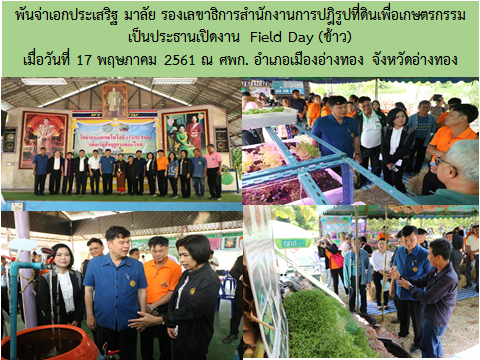 พันจ่าเอกประเสริฐ มาลัย รองเลขาธิการสำนักงานการปฏิรูปที่ดินเพื่อเกษตรกรรม
เป็นประธานเปิดงาน Field Day (ข้าว)
เมื่อวันที่ 17 พฤษภาคม 2561 ณ ศพก. อำเภอเมืองอ่างทอง จังหวัดอ่างทอง